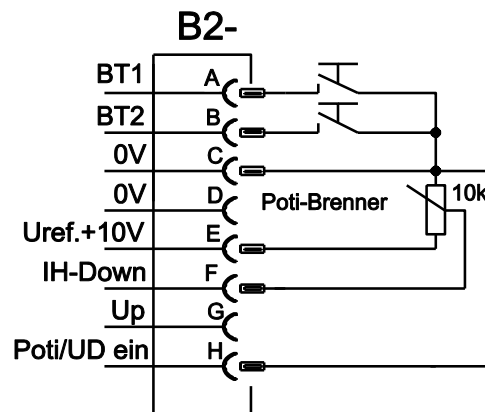 B2-
BT1 A
BT2 B
0V C
0V D Poti-Brenner 10k
Uref.+10V E
IH-Down F
Up G
Poti/UD ein H